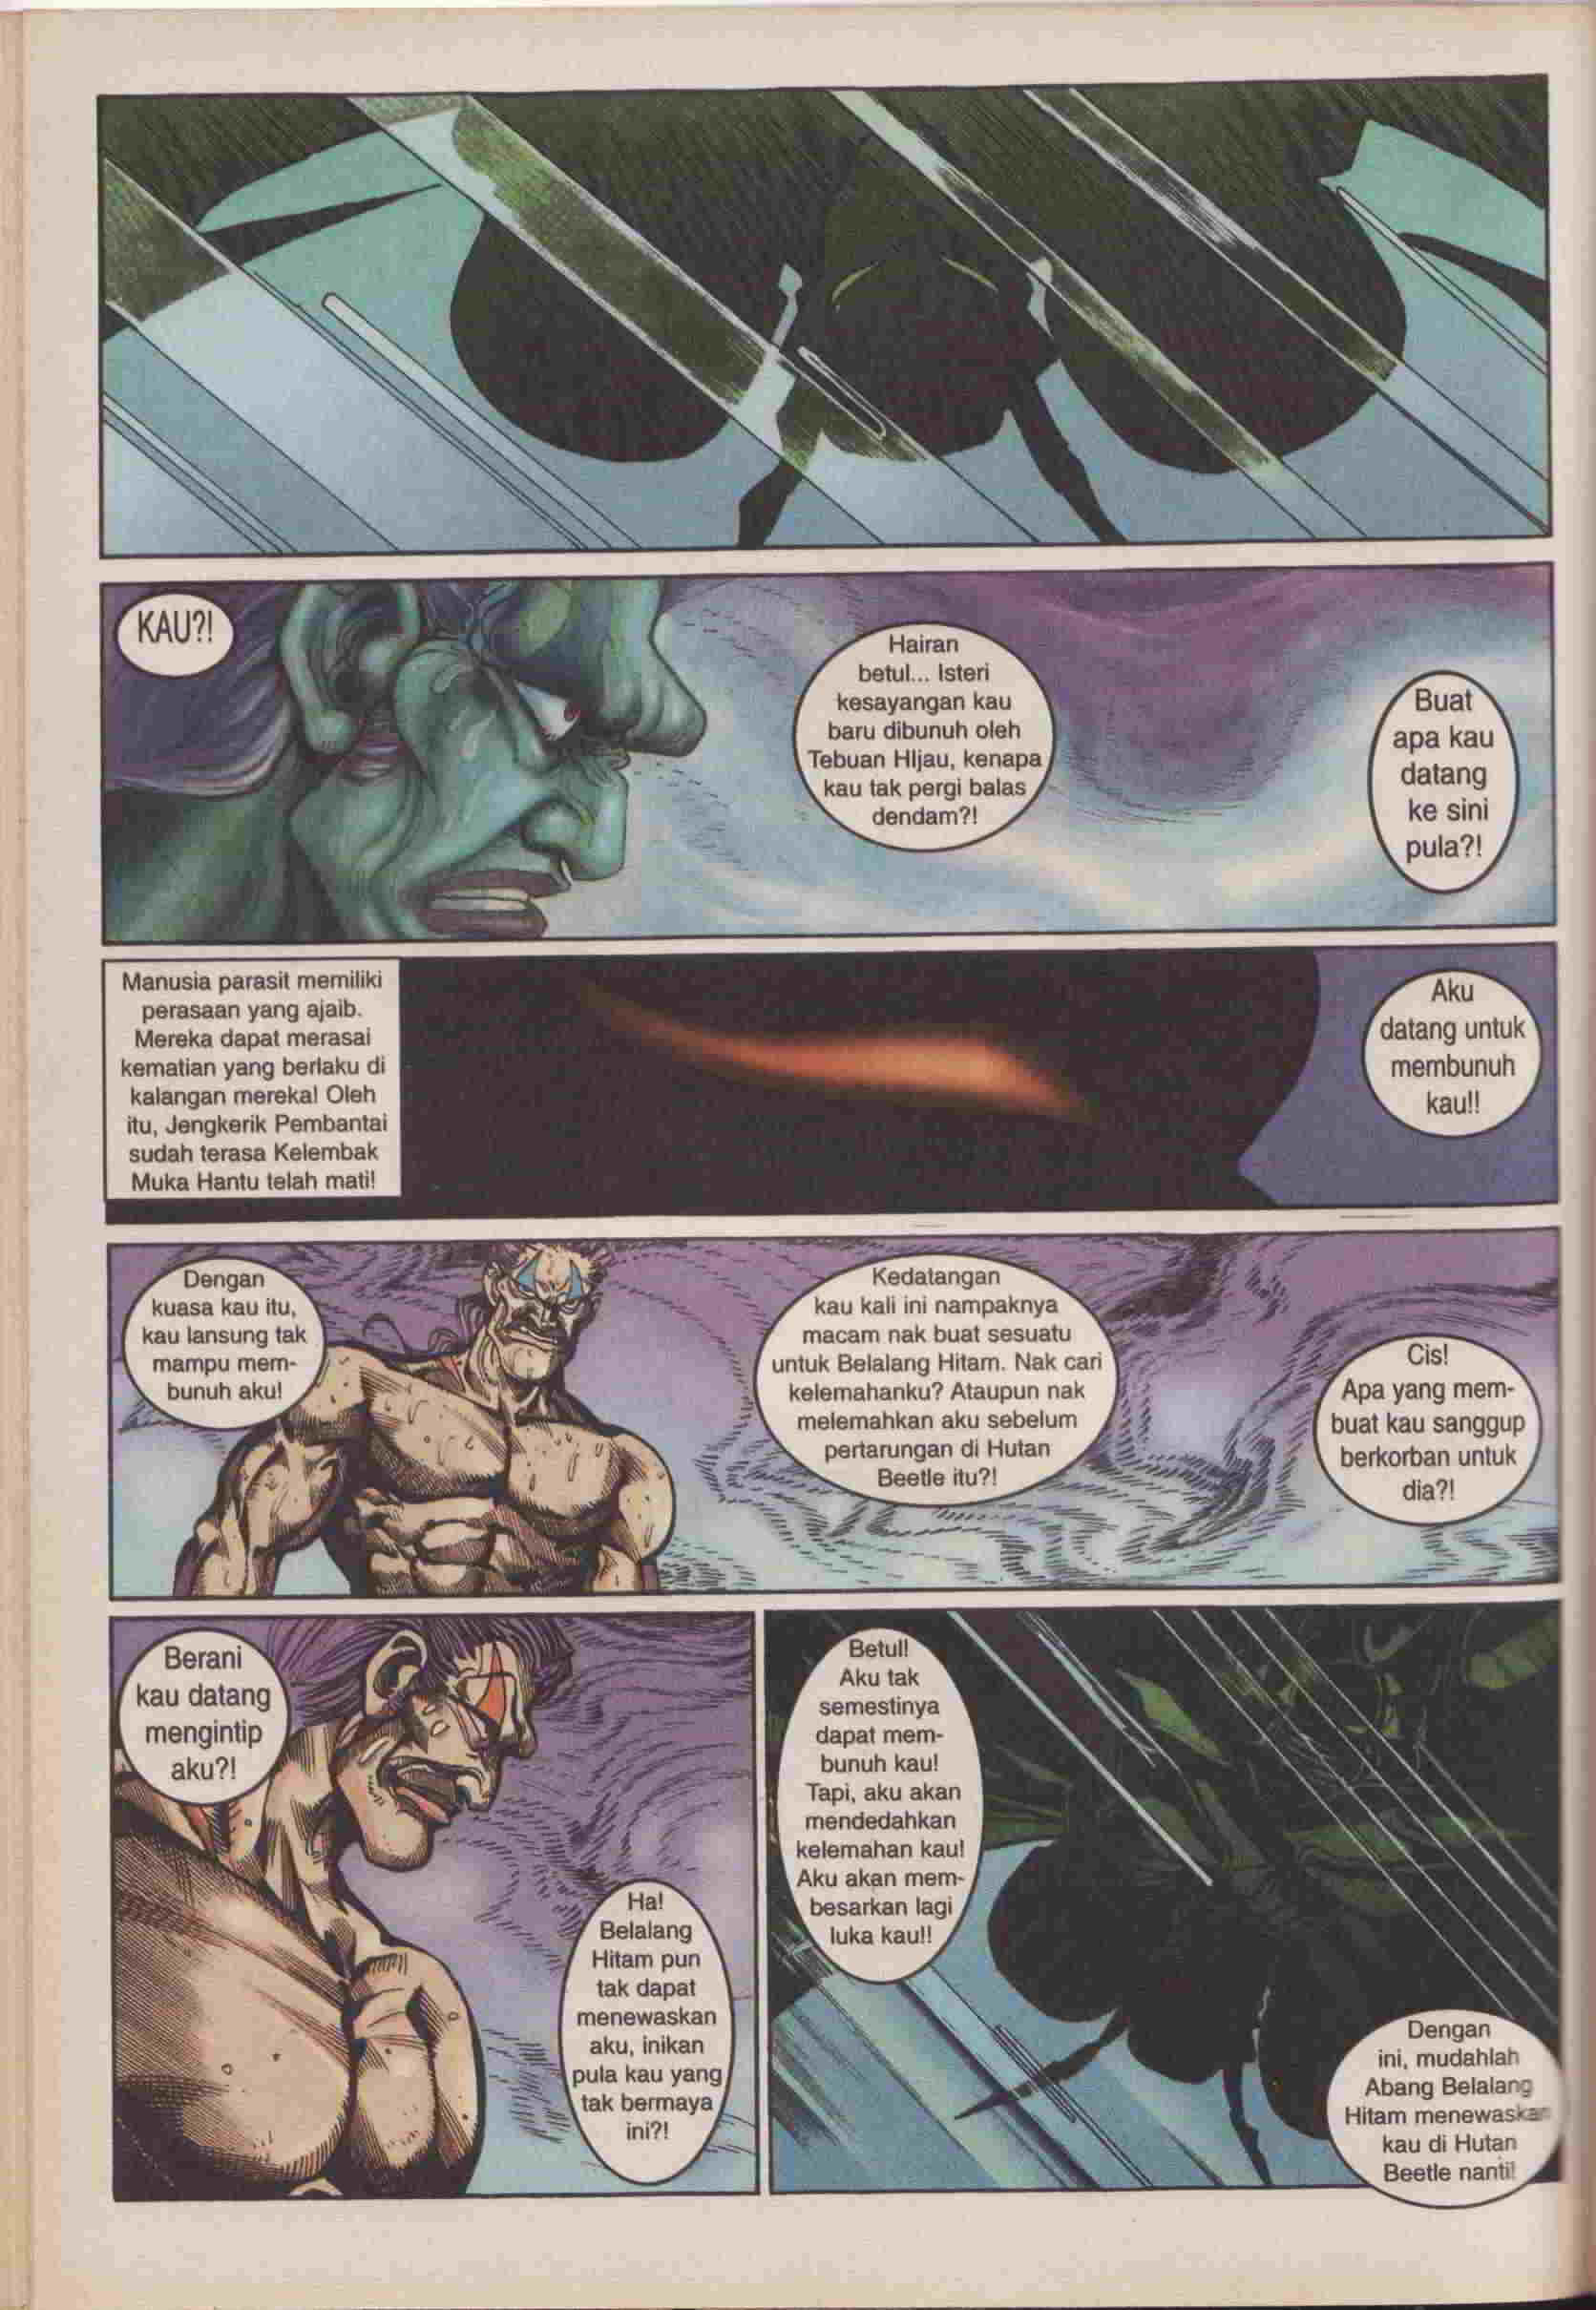 KAU?!
Hairan
betul... Isteri
kesayangan kau
baru dibunuh oleh
Tebuan HIjau, kenapa
kau tak pergi balas
dendam?!
Buat
apa kau
datang
ke sini
pula?!
Manusia parasit memiliki
perasaan yang ajaib.
Mereka dapat merasai
kematian yang berlaku di
kalangan mereka! Oleh
itu, Jengkerik Pembantai
sudah terasa Kelembak
Muka Hantu telah mati!
Aku
datang untuk
membunuh
kau!!
Dengan
kuasa kau itu,
kau lansung tak
mampu mem-
bunuh aku!
Kedatangan
kau kali ini nampaknya
macam nak buat sesuatu
untuk Belalang Hitam. Nak cari
kelemahanku? Ataupun nak
melemahkan aku sebelum
pertarungan di Hutan
Beetle itu?!
Cis!
Apa yang mem-
buat kau sanggup
berkorban untuk
dia?!
Berani
kau datang
mengintip
aku?!
Ha!
Belalang
Hitam pun
tak dapat
menewaskan
aku, inikan
pula kau yang
tak bermaya
ini?!
Betul!
Aku tak
semestinya
dapat mem-
bunuh kau!
Tapi, aku akan
mendedahkan
kelemahan kau!
Aku akan mem-
besarkan lagi
luka kau!!
Dengan
ini, mudahlah
Abang Belalang
Hitam menewaskan
kau di Hutan
Beetle nanti!